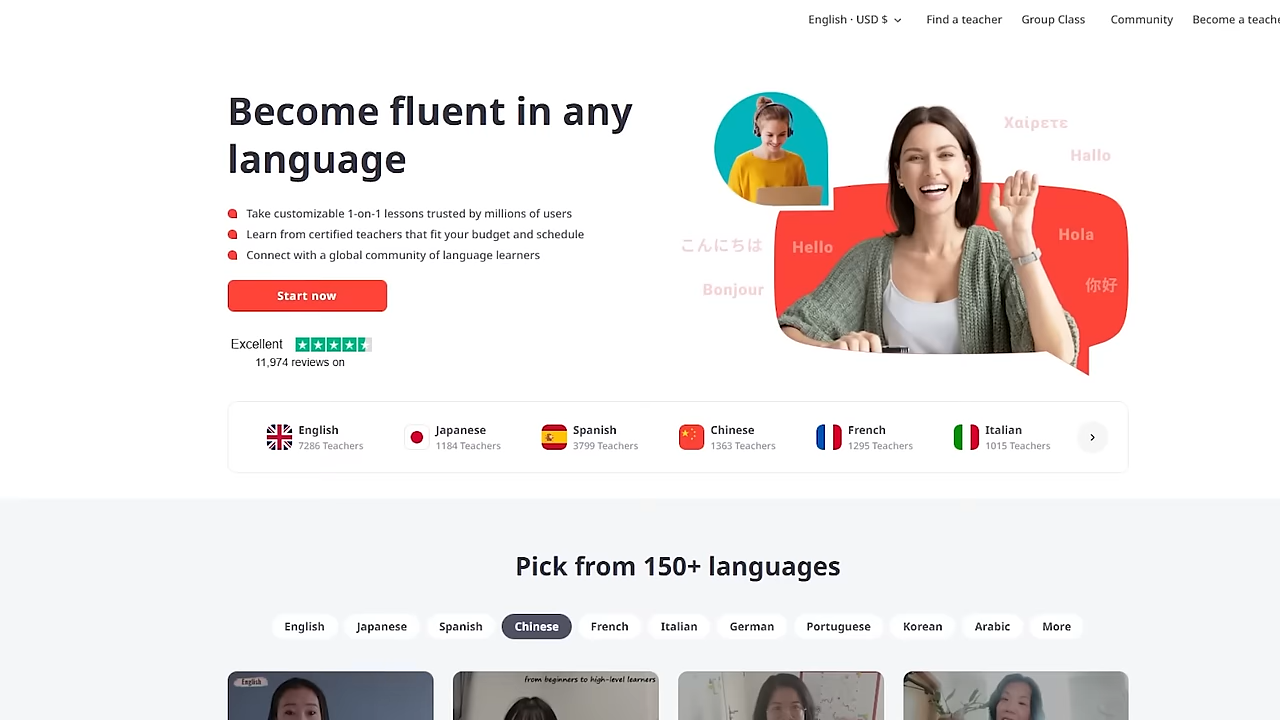 English · USD $
Find a teacher
Group Class
Community
Become a teache
Become fluent in any
language
Take customizable 1-on-1 lessons trusted by millions of users
Learn from certified teachers that fit your budget and schedule
Connect with a global community of language learners
Start now
Excellent
11,974 reviews on
Χαίρετε
Hallo
こんにちは
Hello
Hola
Bonjour
你好
English
7286 Teachers
Japanese
1184 Teachers
Spanish
3799 Teachers
Chinese
1363 Teachers
French
1295 Teachers
Italian
1015 Teachers
Pick from 150+ languages
English
Japanese
Spanish
Chinese
French
Italian
German
Portuguese
Korean
Arabic
More
English
from beginners to high-level learners